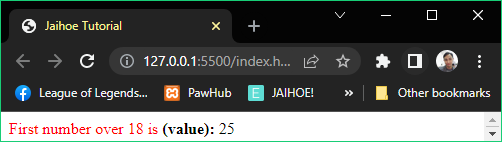 Jaihoe Tutorial
127.0.0.1:5500/index.h...
League of Legends... PawHub E JAIHOE! » Other bookmarks
First number over 18 is (value): 25